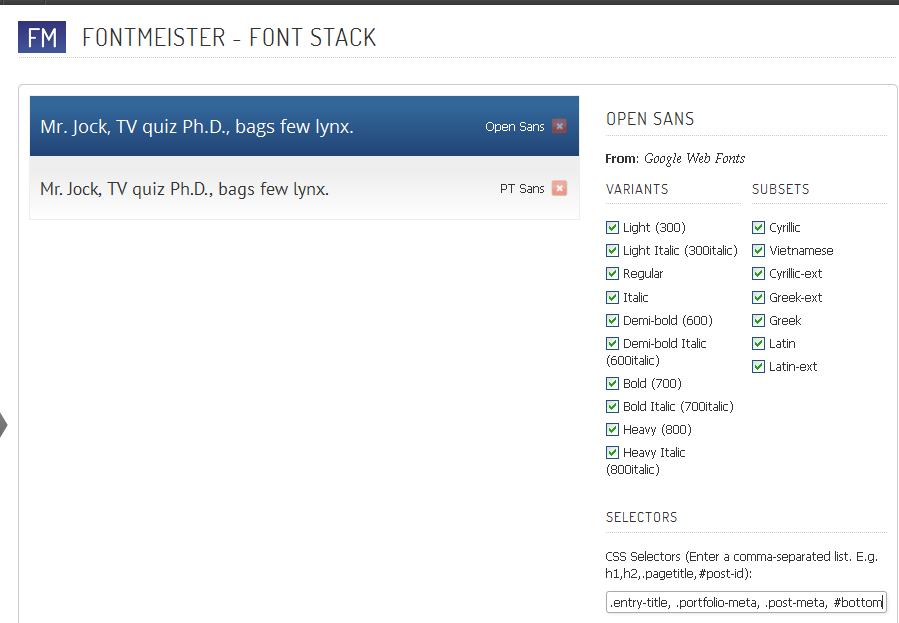 FM FONTMEISTER - FONT STACK
Mr. Jock, TV quiz Ph.D., bags few lynx. Open Sans
Mr. Jock, TV quiz Ph.D., bags few lynx. PT Sans
OPEN SANS
From: Google Web Fonts
VARIANTS
Light (300)
Light Italic (300italic)
Regular
Italic
Demi-bold (600)
Demi-bold Italic
(600italic)
Bold (700)
Bold Italic (700italic)
Heavy (800)
Heavy Italic
(800italic)
SUBSETS
Cyrillic
Vietnamese
Cyrillic-ext
Greek-ext
Greek
Latin
Latin-ext
SELECTORS
CSS Selectors (Enter a comma-separated list. E.g.
h1,h2,.pagetitle,#post-id):
.entry-title, .portfolio-meta, .post-meta, #bottom